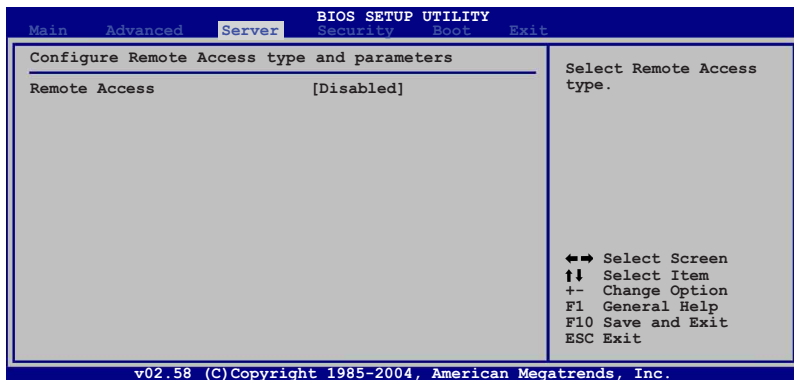 BIOS SETUP UTILITY
Main Advanced Server Security Boot Exit
Configure Remote Access type and parameters
Remote Access [Disabled]
Select Remote Access
type.
←→ Select Screen
↑↓ Select Item
+- Change Option
F1 General Help
F10 Save and Exit
ESC Exit
v02.58 (C)Copyright 1985-2004, American Megatrends, Inc.